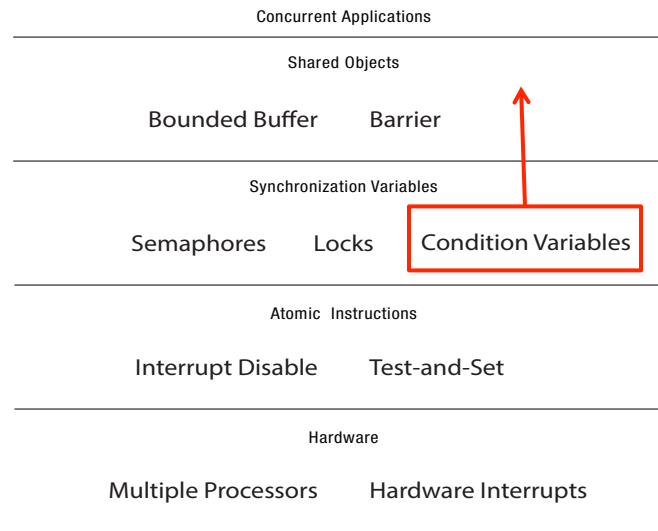 Concurrent Applications
Shared Objects
Bounded Buffer Barrier
Synchronization Variables
Semaphores Locks Condition Variables
Atomic Instructions
Interrupt Disable Test-and-Set
Hardware
Multiple Processors Hardware Interrupts